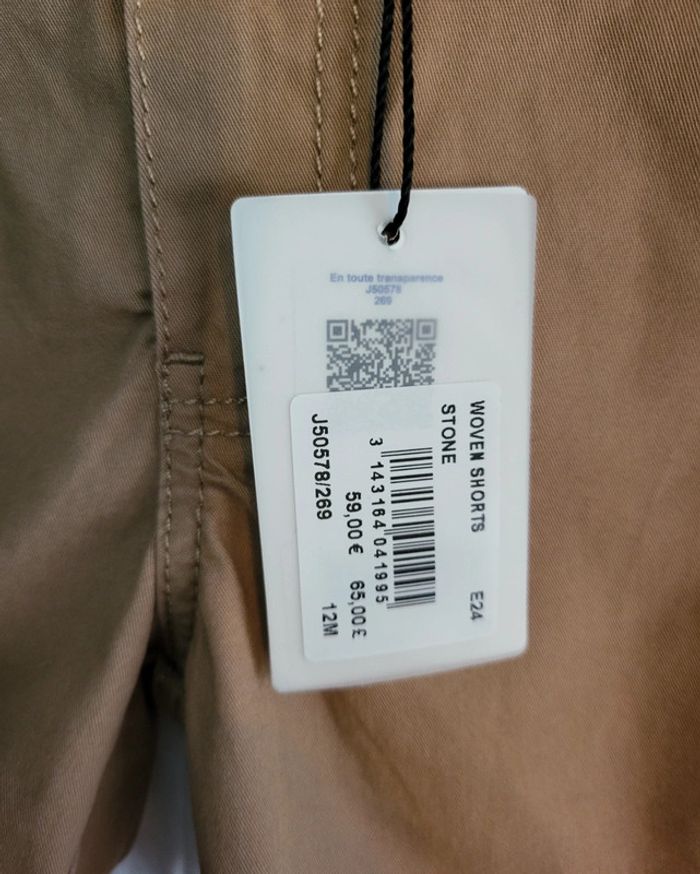 En toute transparence
J50578
269
WOVEN SHORTS E24
STONE
3 143164 041995
59,00 € 65,00 £
J50578/269 12M